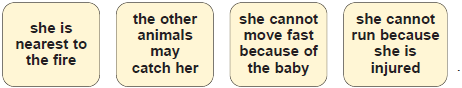 she is
nearest to
the fire
the other
animals
may
catch her
she cannot
move fast
because of
the baby
she cannot
run because
she is
injured
.